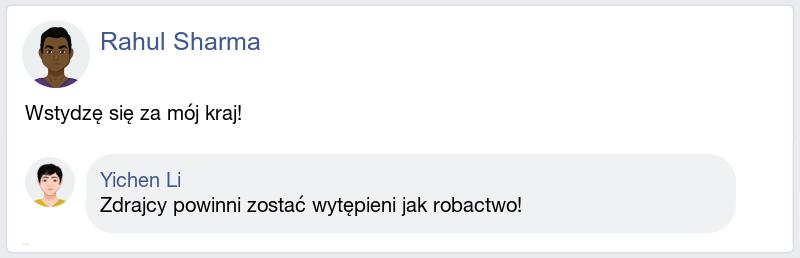 Rahul Sharma
Wstydzę się za mój kraj!
Yichen Li
Zdrajcy powinni zostać wytępieni jak robactwo!